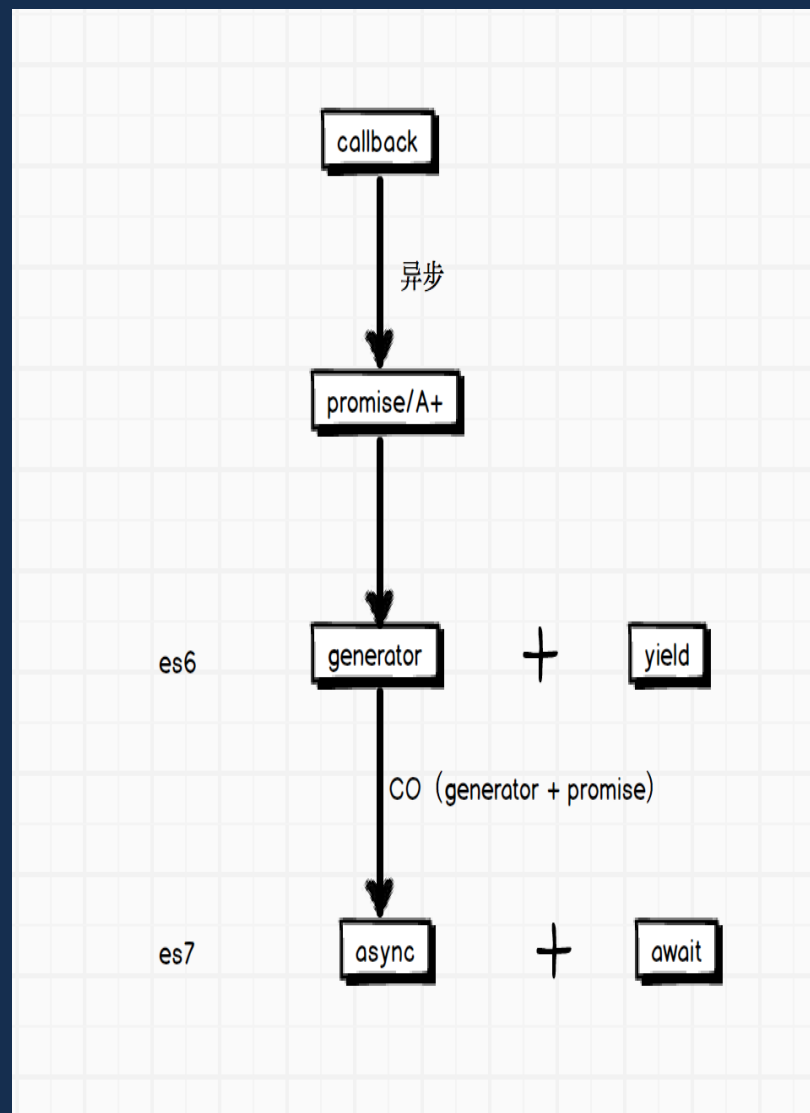 callback
异步
promise/A+
es6 generator + yield
CO（generator + promise）
es7 async + await